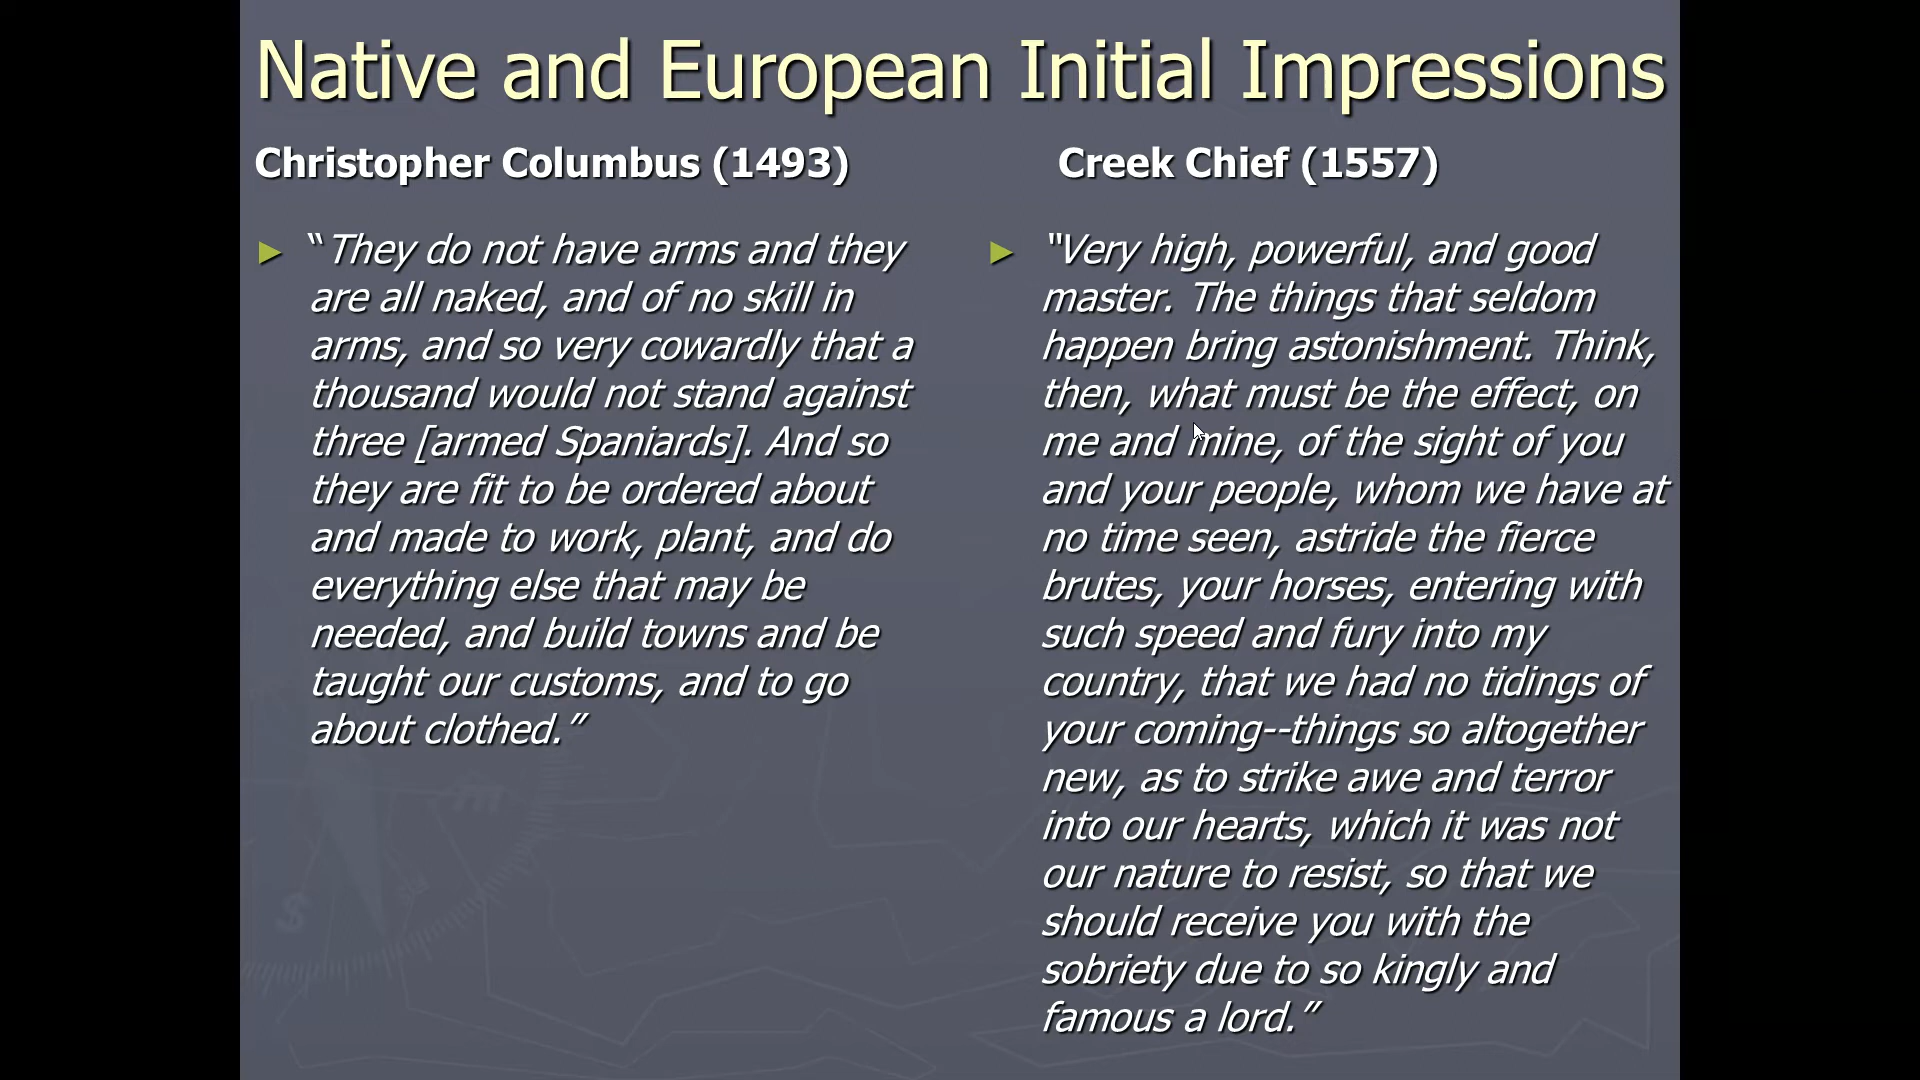 Native and European Initial Impressions
Christopher Columbus (1493)
“They do not have arms and they
are all naked, and of no skill in
arms, and so very cowardly that a
thousand would not stand against
three [armed Spaniards]. And so
they are fit to be ordered about
and made to work, plant, and do
everything else that may be
needed, and build towns and be
taught our customs, and to go
about clothed.”
Creek Chief (1557)
"Very high, powerful, and good
master. The things that seldom
happen bring astonishment. Think,
then, what must be the effect, on
me and mine, of the sight of you
and your people, whom we have at
no time seen, astride the fierce
brutes, your horses, entering with
such speed and fury into my
country, that we had no tidings of
your coming--things so altogether
new, as to strike awe and terror
into our hearts, which it was not
our nature to resist, so that we
should receive you with the
sobriety due to so kingly and
famous a lord.”